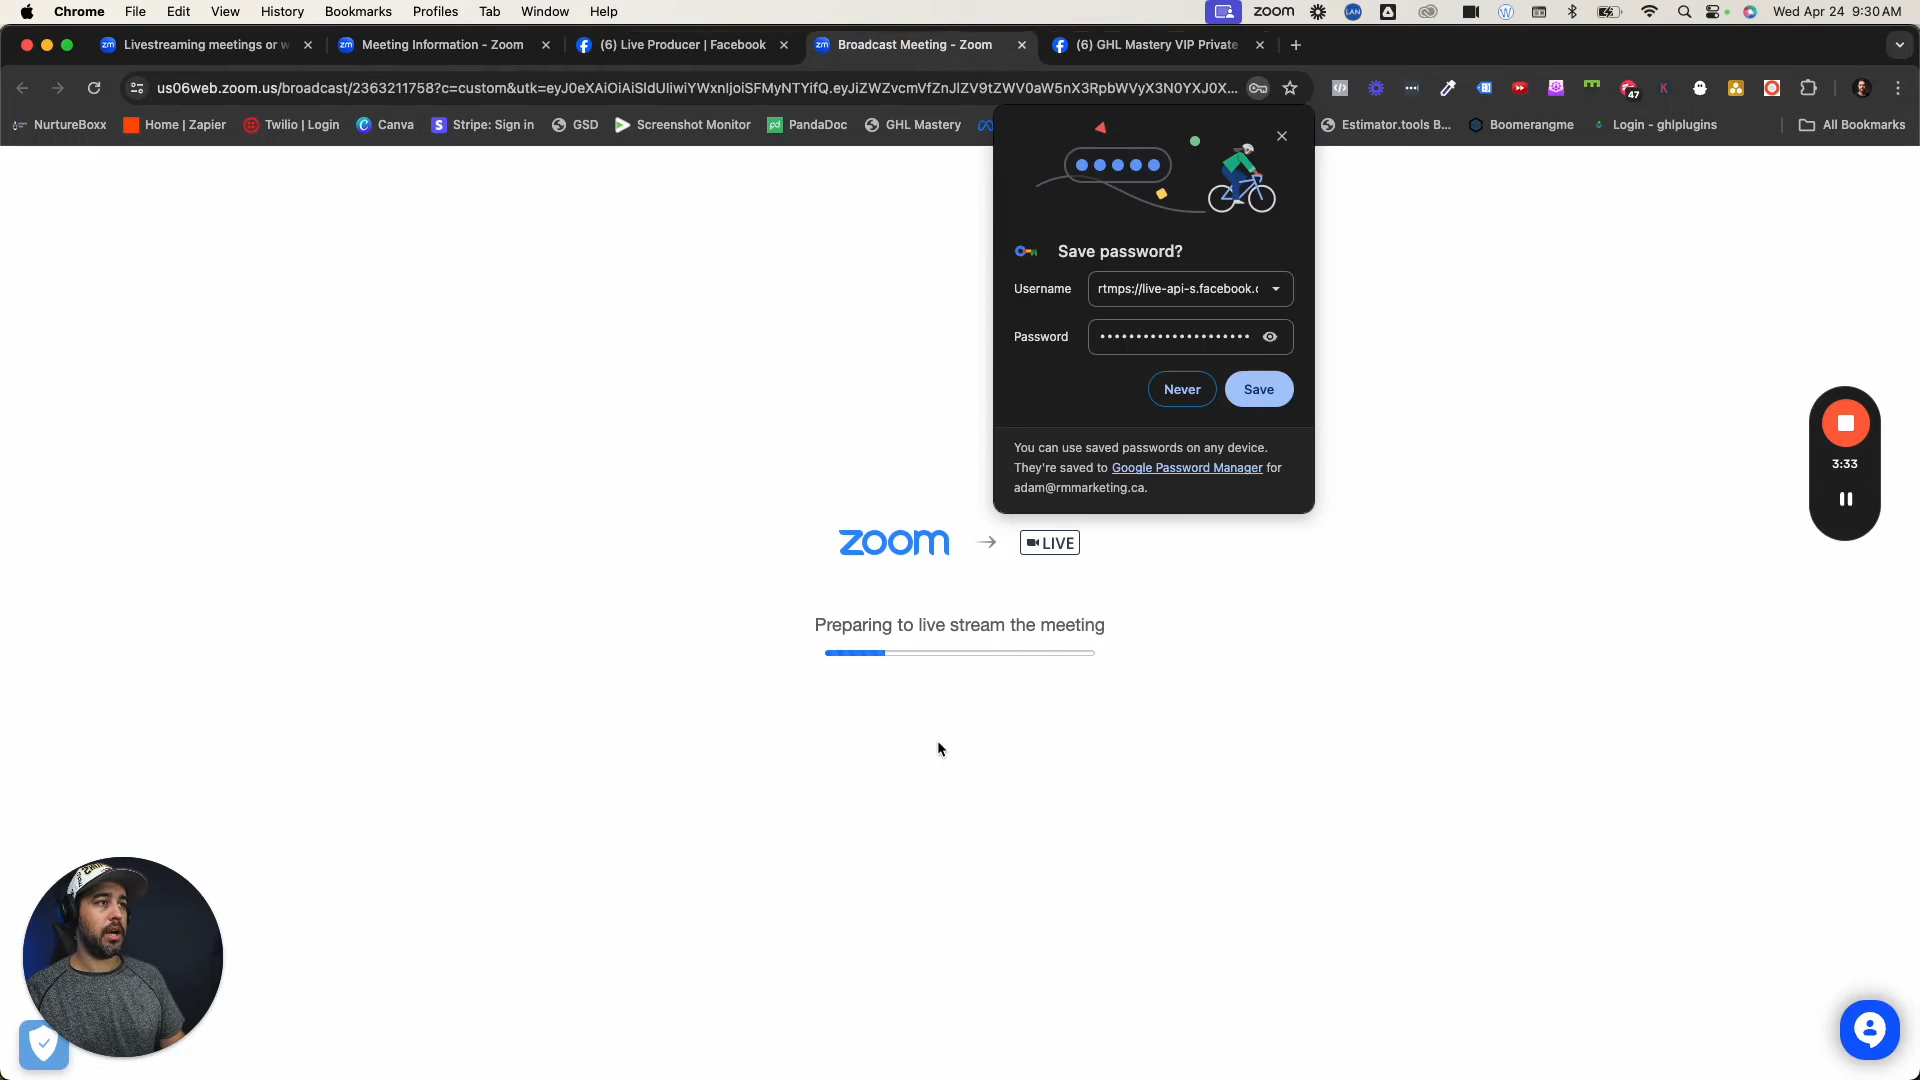 Chrome File Edit View History Bookmarks Profiles Tab Window Help
zoom LAN W Wed Apr 24 9:30 AM
zm Livestreaming meetings or w
zm Meeting Information - Zoom
(6) Live Producer | Facebook
zm Broadcast Meeting - Zoom
(6) GHL Mastery VIP Private
us06web.zoom.us/broadcast/2363211758?c=custom&utk=eyJ0eXAiOiAiSldUIiwiYWxnIjoiSFMyNTYifQ.eyJiZWZvcmVfZnJlZV9tZWV0aW5nX3RpbWVyX3N0YXJ0X...
47
NurtureBoxx Home | Zapier Twilio | Login Canva Stripe: Sign in GSD Screenshot Monitor PandaDoc GHL Mastery Estimator.tools B... Boomerangme Login - ghlplugins All Bookmarks
Save password?
Username rtmps://live-api-s.facebook.c
Password •••••••••••••••••••••
Never Save
You can use saved passwords on any device.
They're saved to Google Password Manager for
adam@rmmarketing.ca.
3:33
zoom → LIVE
Preparing to live stream the meeting